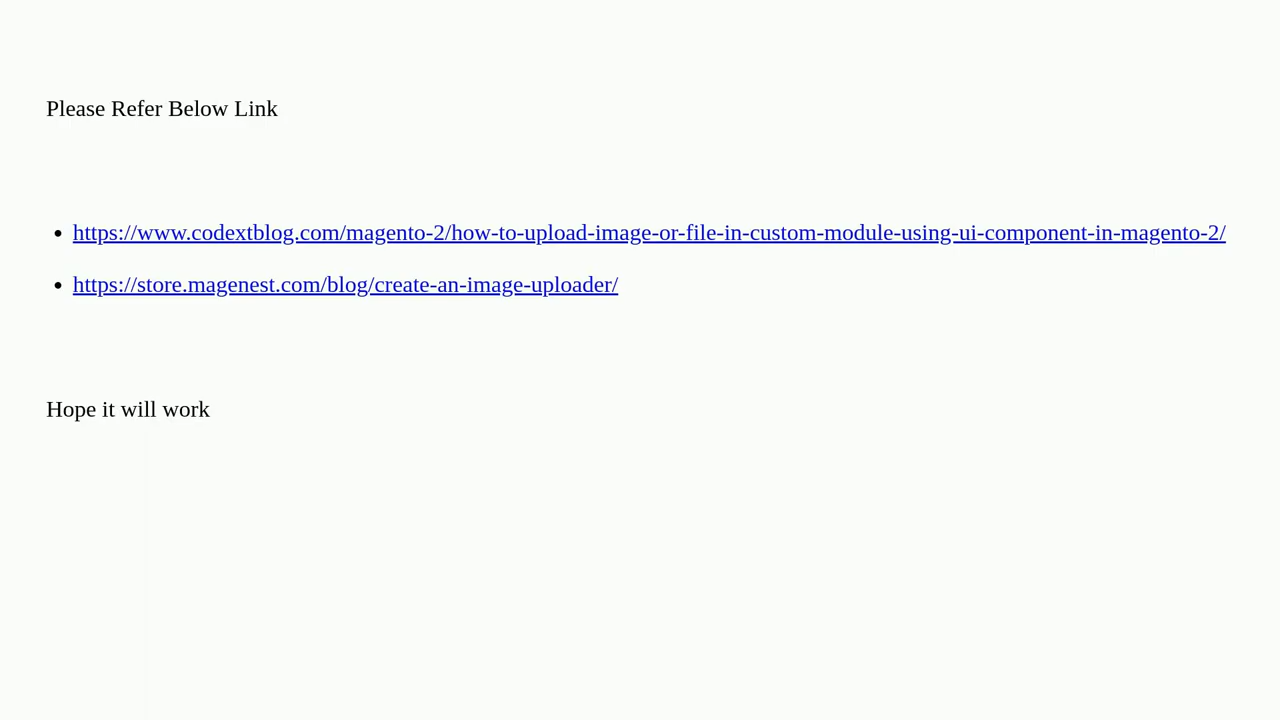 Please Refer Below Link
• https://www.codextblog.com/magento-2/how-to-upload-image-or-file-in-custom-module-using-ui-component-in-magento-2/
• https://store.magenest.com/blog/create-an-image-uploader/
Hope it will work